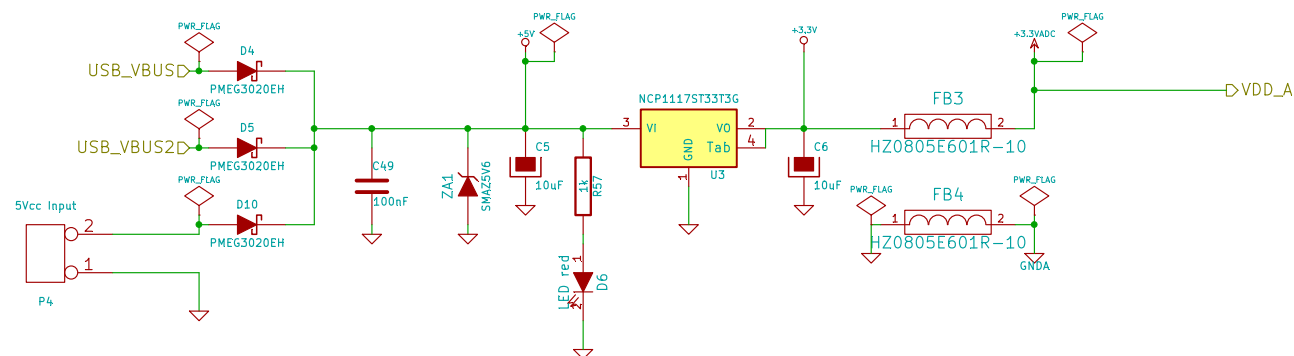 PWR_FLAG
D4
USB_VBUS
PMEG3020EH
PWR_FLAG
D5
USB_VBUS2
PMEG3020EH
PWR_FLAG
D10
PMEG3020EH
5Vcc Input
2
1
P4
C49
100nF
ZA1
SMAZ5V6
+5V
PWR_FLAG
C5
10uF
1k
R57
LED red
1
2
D6
NCP1117ST33T3G
3
VI
VO
2
Tab
4
GND
1
U3
+3.3V
C6
10uF
PWR_FLAG
+3.3VADC
FB3
1
2
HZ0805E601R-10
VDD_A
PWR_FLAG
FB4
PWR_FLAG
1
2
HZ0805E601R-10
GNDA